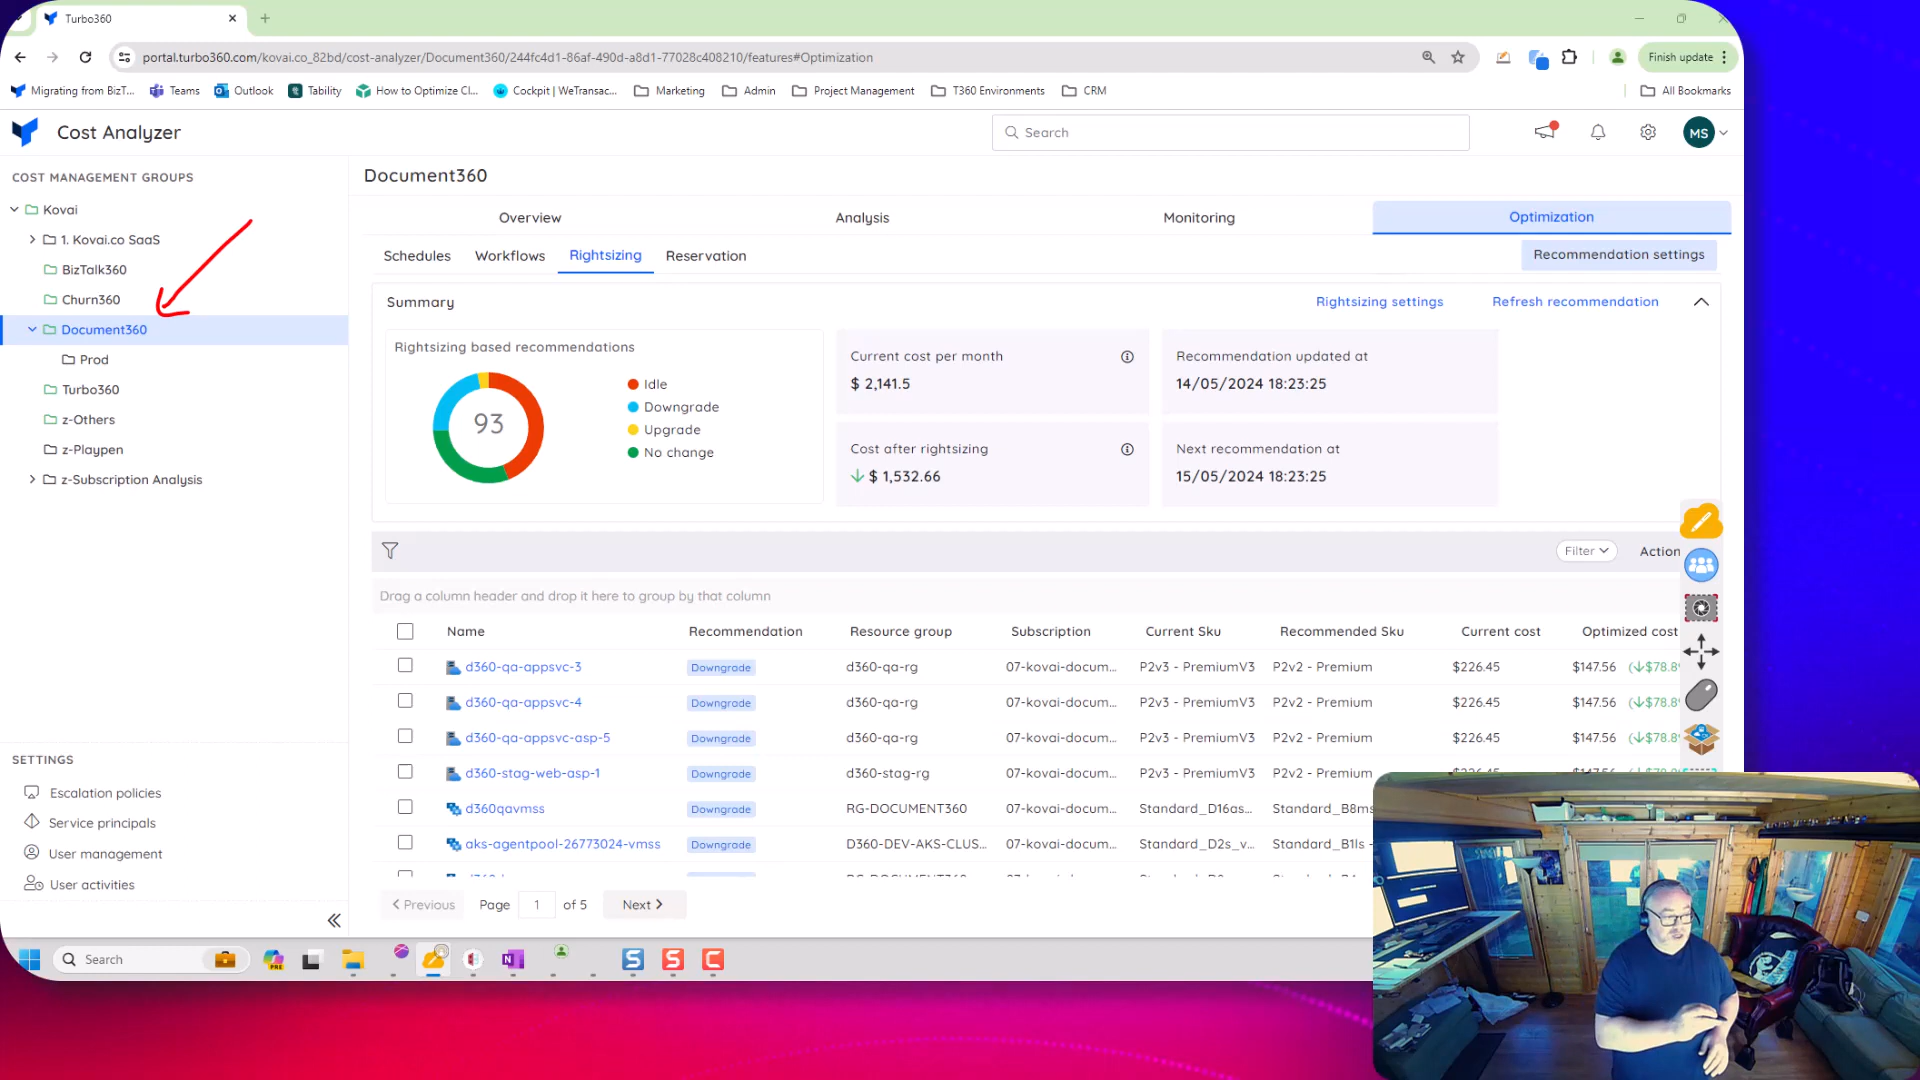 Turbo360
portal.turbo360.com/kovai.co_82bd/cost-analyzer/Document360/244fc4d1-86af-490d-a8d1-77028c408210/features#Optimization
Finish update
Migrating from BizT...
Teams
Outlook
Tability
How to Optimize Cl...
Cockpit | WeTransac...
Marketing
Admin
Project Management
T360 Environments
CRM
All Bookmarks
Cost Analyzer
Search
MS
COST MANAGEMENT GROUPS
Kovai
1. Kovai.co SaaS
BizTalk360
Churn360
Document360
Prod
Turbo360
z-Others
z-Playpen
z-Subscription Analysis
SETTINGS
Escalation policies
Service principals
User management
User activities
Document360
Overview
Analysis
Monitoring
Optimization
Schedules
Workflows
Rightsizing
Reservation
Recommendation settings
Summary
Rightsizing settings
Refresh recommendation
Rightsizing based recommendations
93
Idle
Downgrade
Upgrade
No change
Current cost per month
$ 2,141.5
Cost after rightsizing
$ 1,532.66
Recommendation updated at
14/05/2024 18:23:25
Next recommendation at
15/05/2024 18:23:25
Filter
Action
Drag a column header and drop it here to group by that column
Name Recommendation Resource group Subscription Current Sku Recommended Sku Current cost Optimized cost
d360-qa-appsvc-3 Downgrade d360-qa-rg 07-kovai-docum... P2v3 - PremiumV3 P2v2 - Premium $226.45 $147.56 (↓$78.8
d360-qa-appsvc-4 Downgrade d360-qa-rg 07-kovai-docum... P2v3 - PremiumV3 P2v2 - Premium $226.45 $147.56 (↓$78.8
d360-qa-appsvc-asp-5 Downgrade d360-qa-rg 07-kovai-docum... P2v3 - PremiumV3 P2v2 - Premium $226.45 $147.56 (↓$78.8
d360-stag-web-asp-1 Downgrade d360-stag-rg 07-kovai-docum... P2v3 - PremiumV3 P2v2 - Premium
d360qavmss Downgrade RG-DOCUMENT360 07-kovai-docum... Standard_D16as... Standard_B8ms
aks-agentpool-26773024-vmss Downgrade D360-DEV-AKS-CLUS... 07-kovai-docum... Standard_D2s_v... Standard_B1ls -
Previous
Page 1 of 5
Next
Search
PRE